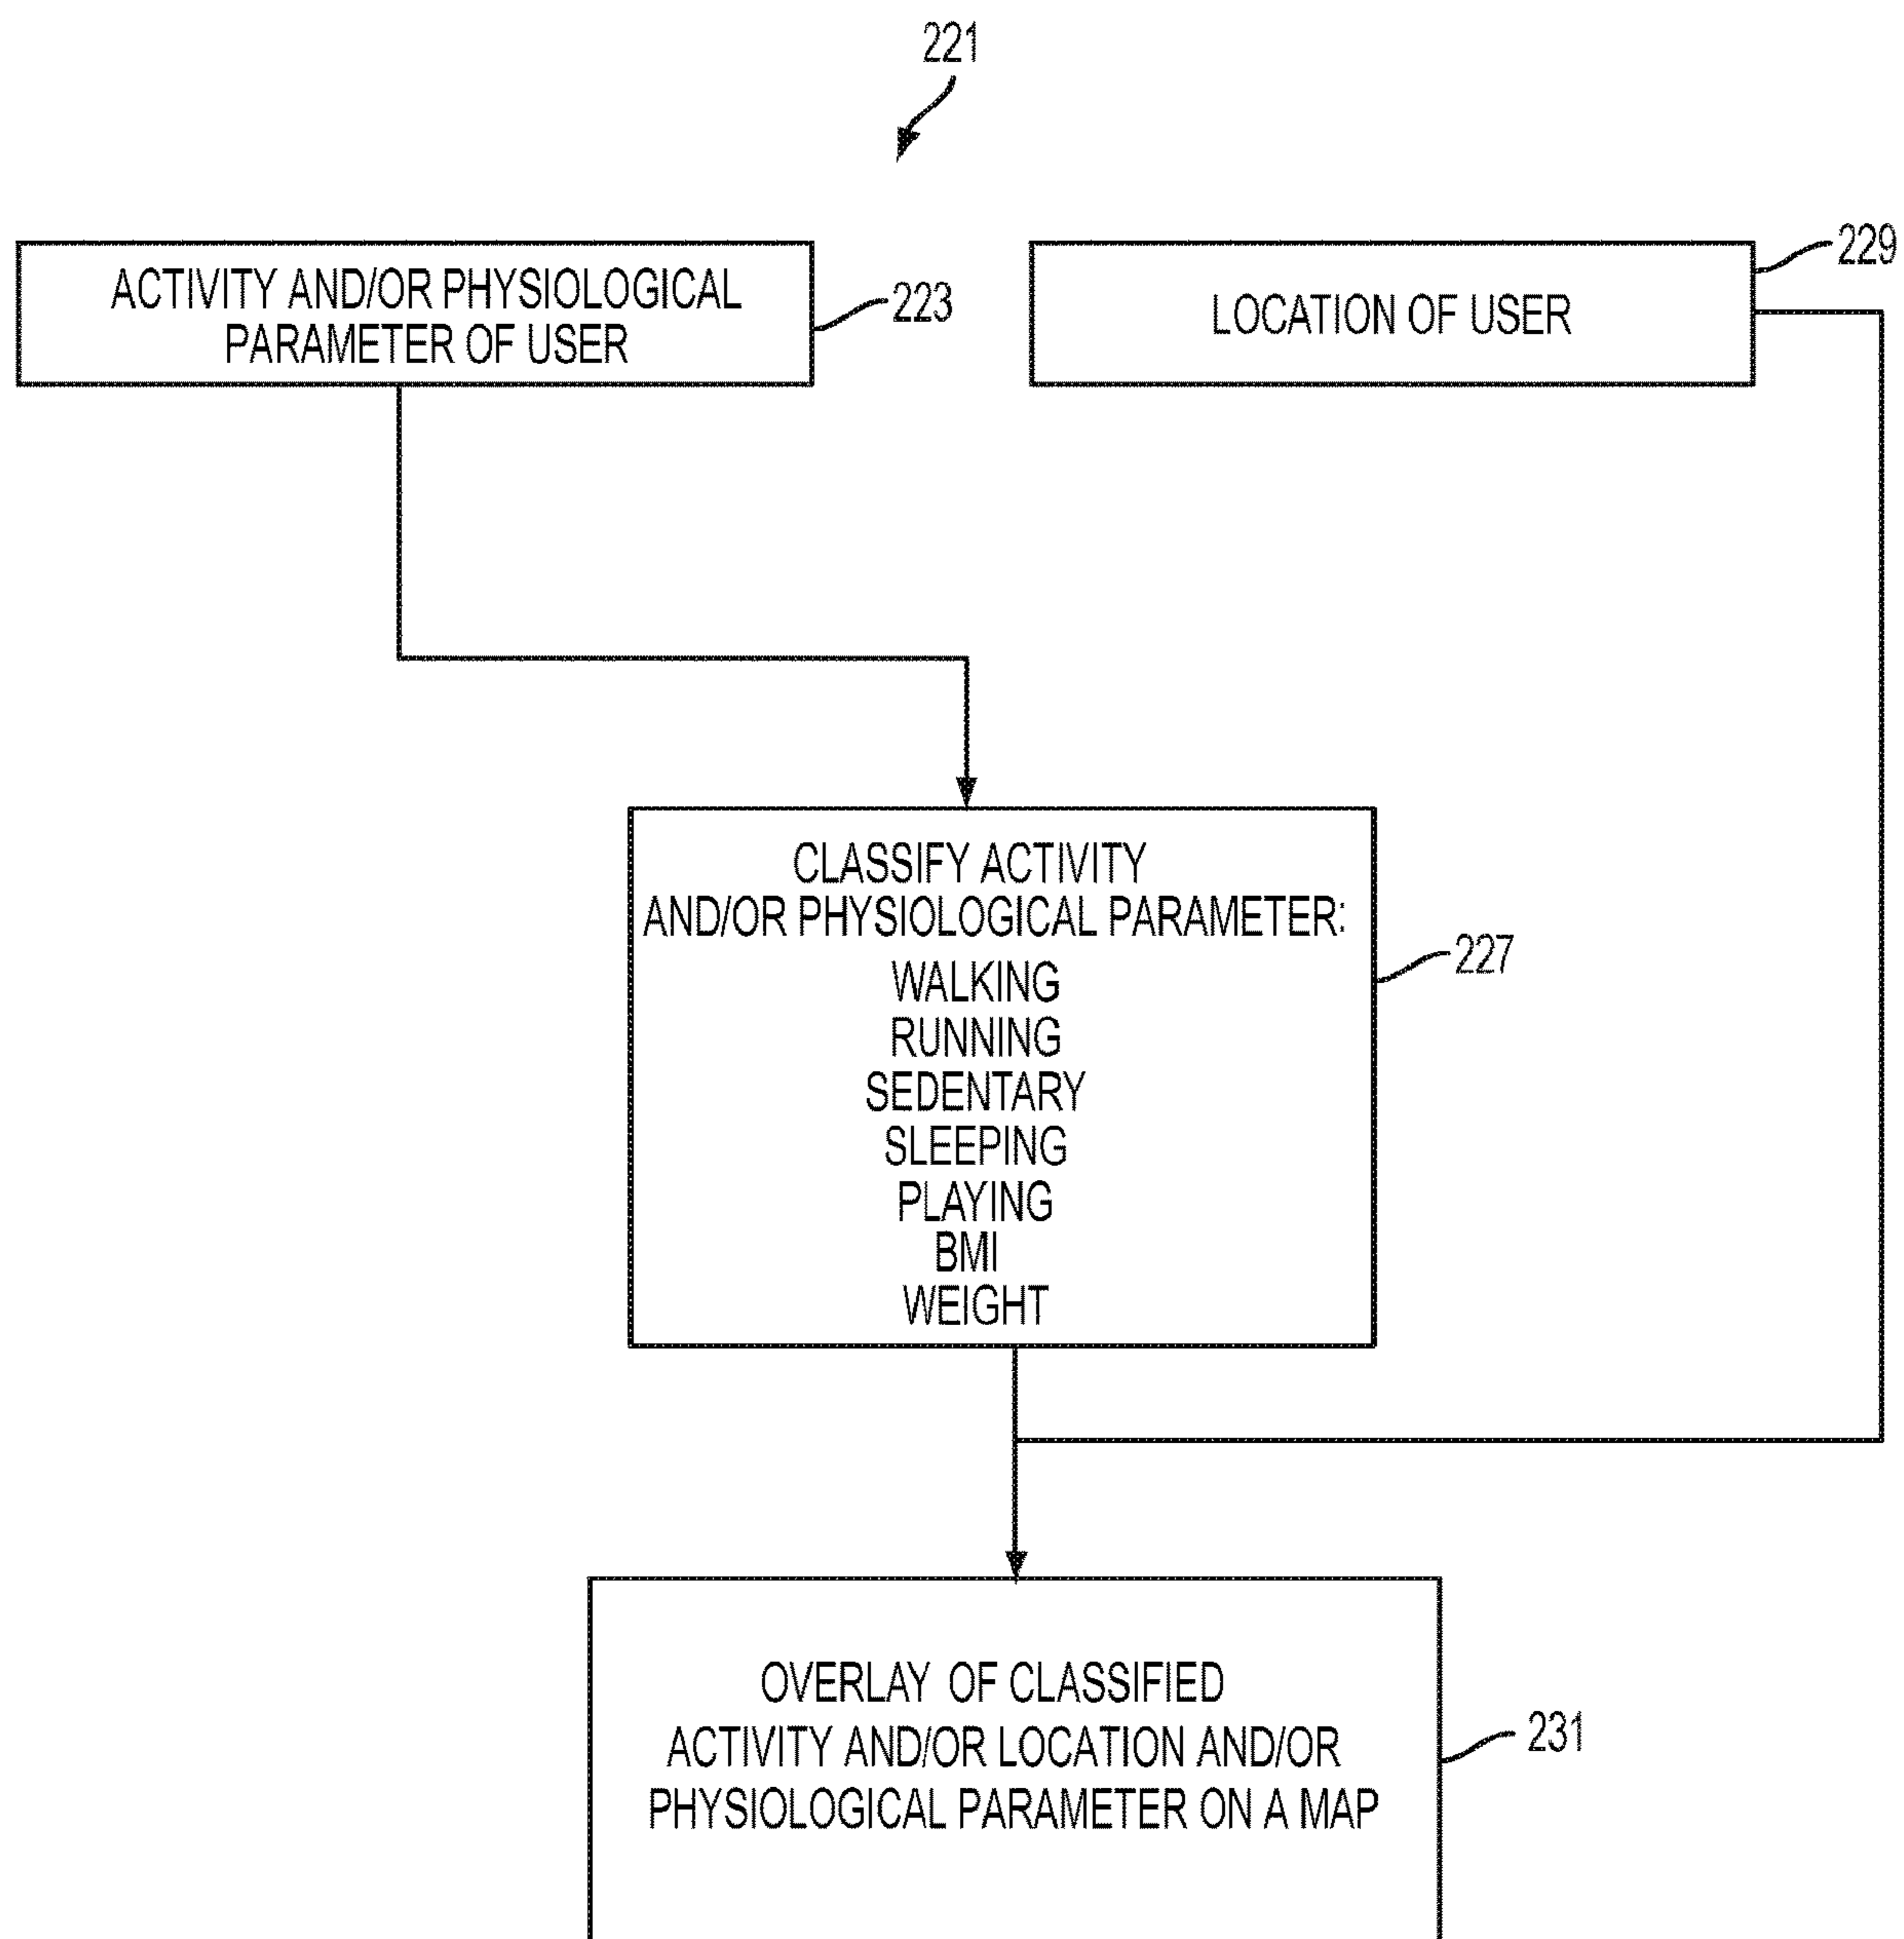 221
ACTIVITY AND/OR PHYSIOLOGICAL
PARAMETER OF USER
223
LOCATION OF USER
229
CLASSIFY ACTIVITY
AND/OR PHYSIOLOGICAL PARAMETER:
WALKING
RUNNING
SEDENTARY
SLEEPING
PLAYING
BMI
WEIGHT
227
OVERLAY OF CLASSIFIED
ACTIVITY AND/OR LOCATION AND/OR
PHYSIOLOGICAL PARAMETER ON A MAP
231